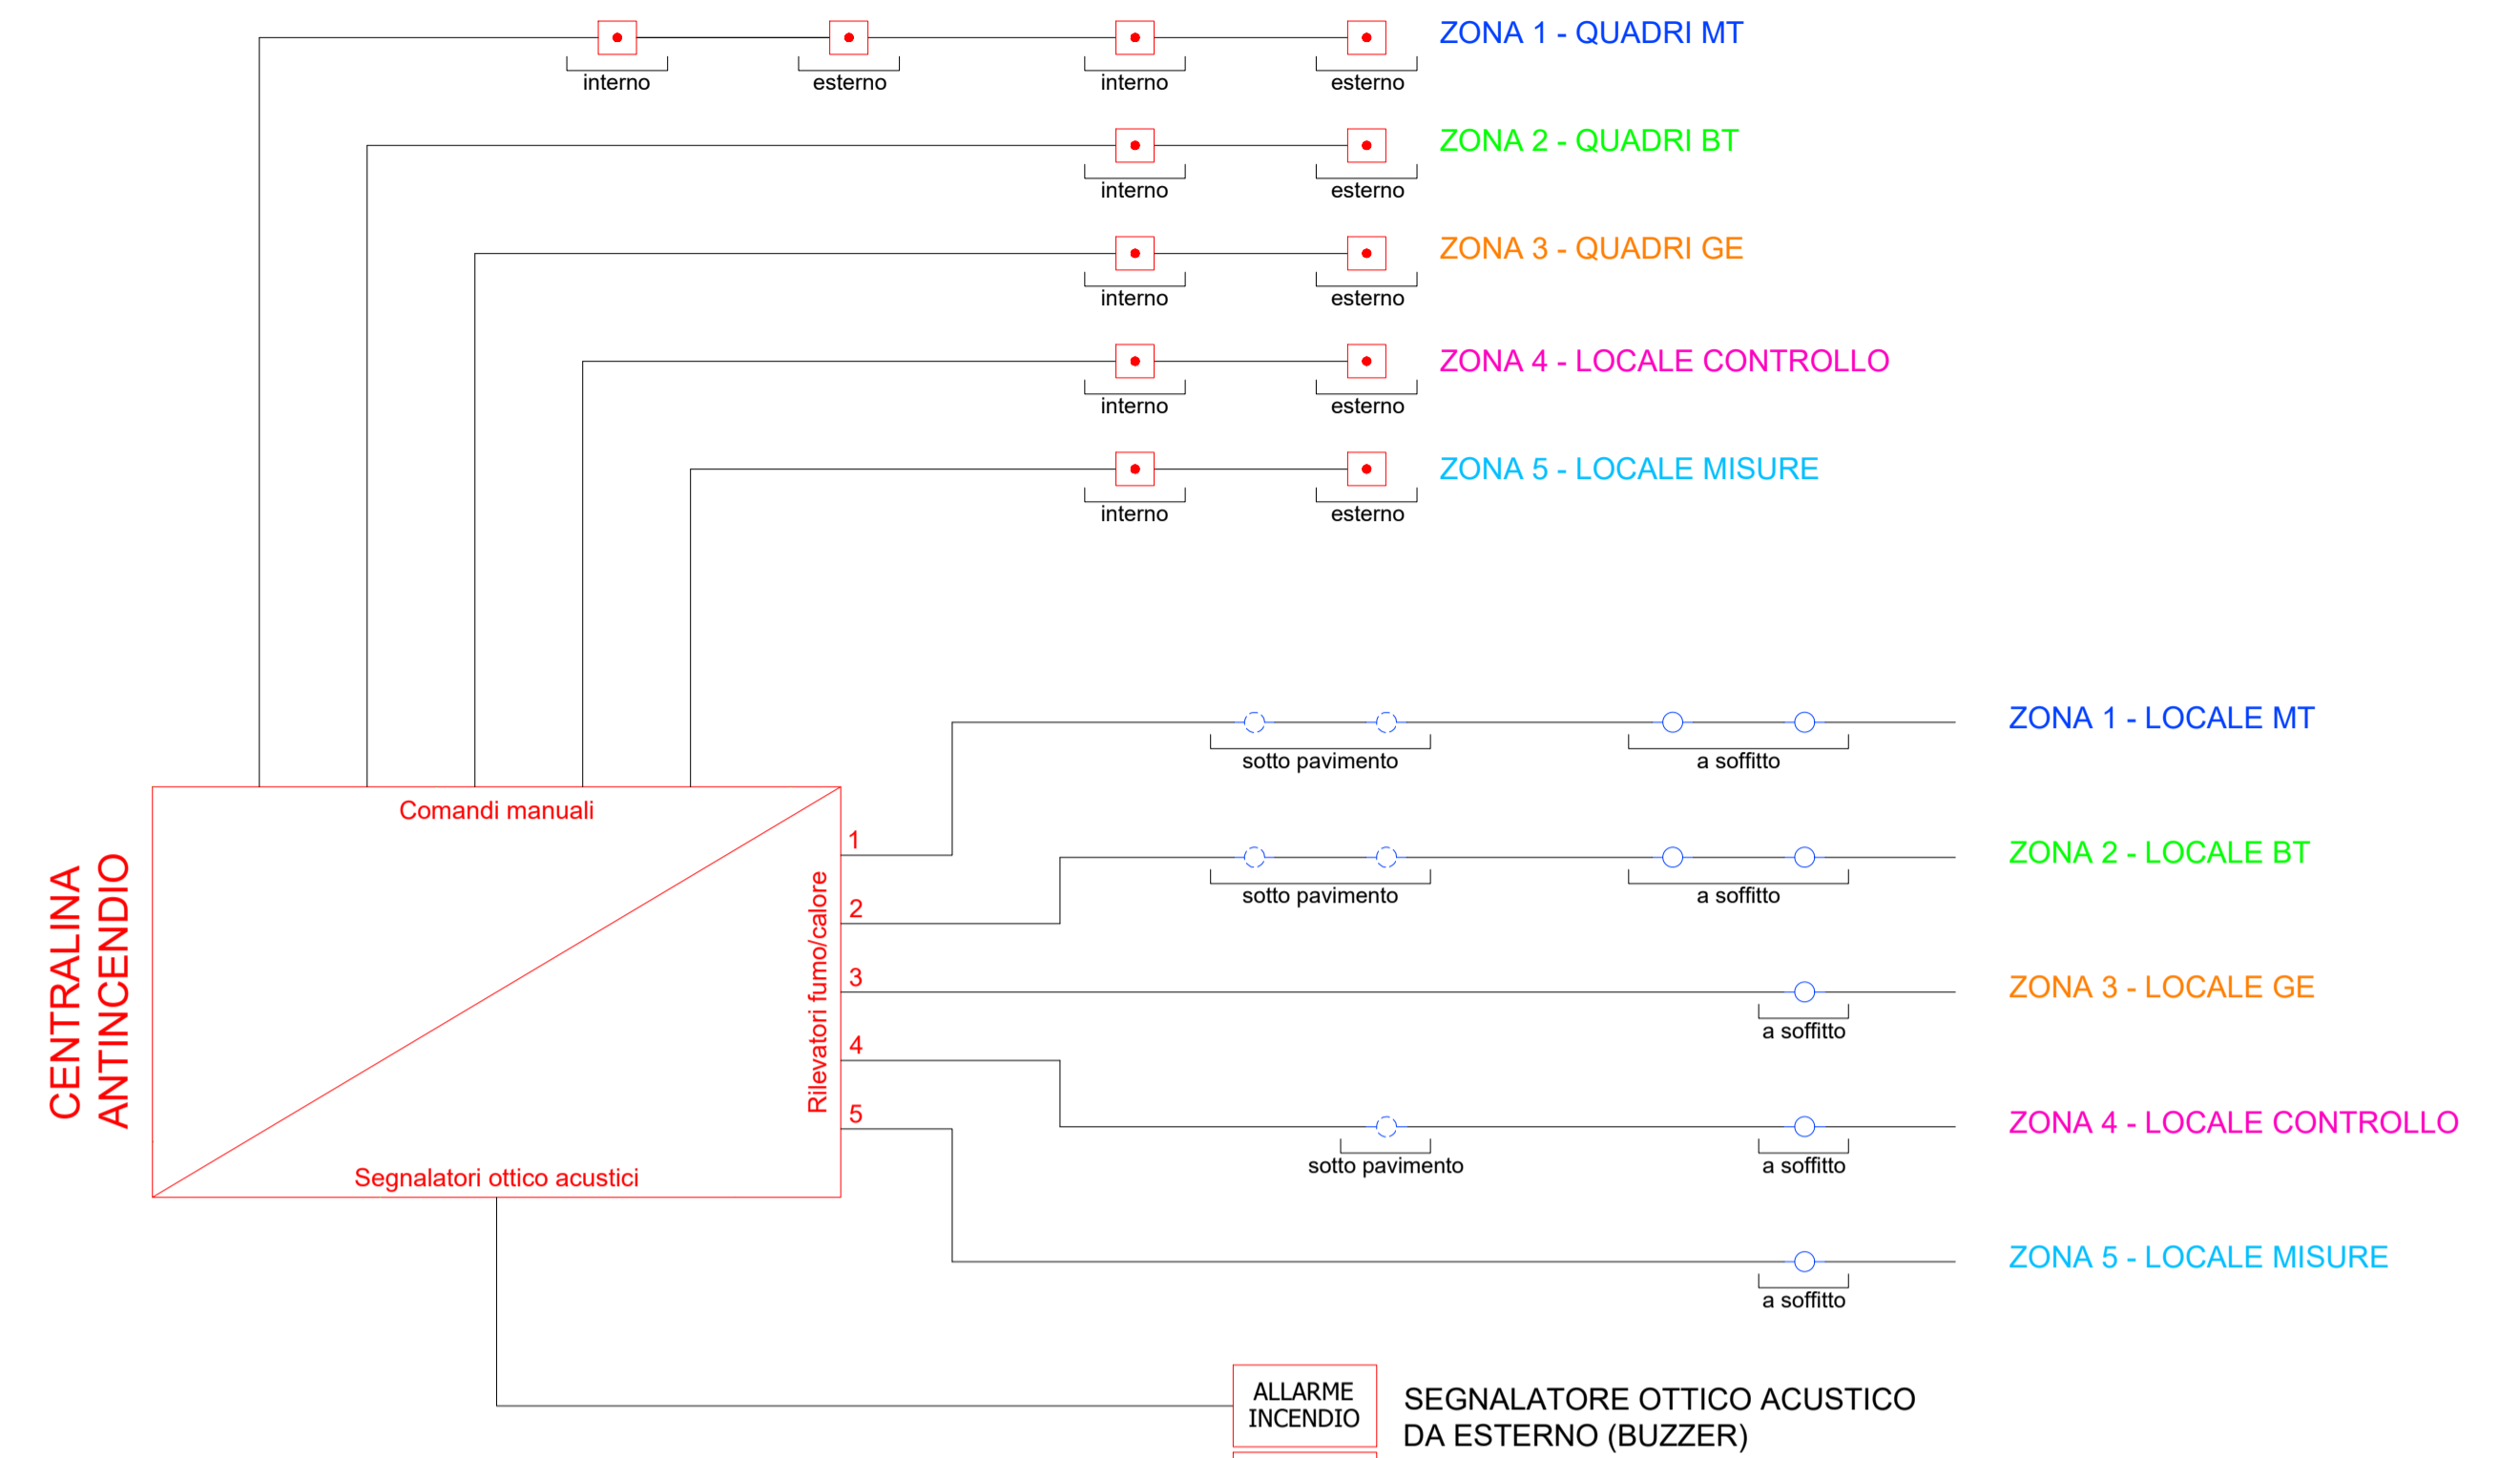 ZONA 1 - QUADRI MT
interno esterno interno esterno
ZONA 2 - QUADRI BT
interno esterno
ZONA 3 - QUADRI GE
interno esterno
ZONA 4 - LOCALE CONTROLLO
interno esterno
ZONA 5 - LOCALE MISURE
interno esterno
CENTRALINA
ANTINCENDIO
Comandi manuali
Rilevatori fumo/calore
Segnalatori ottico acustici
1
2
3
4
5
ZONA 1 - LOCALE MT
sotto pavimento a soffitto
ZONA 2 - LOCALE BT
sotto pavimento a soffitto
ZONA 3 - LOCALE GE
a soffitto
ZONA 4 - LOCALE CONTROLLO
sotto pavimento a soffitto
ZONA 5 - LOCALE MISURE
a soffitto
ALLARME
INCENDIO
SEGNALATORE OTTICO ACUSTICO
DA ESTERNO (BUZZER)